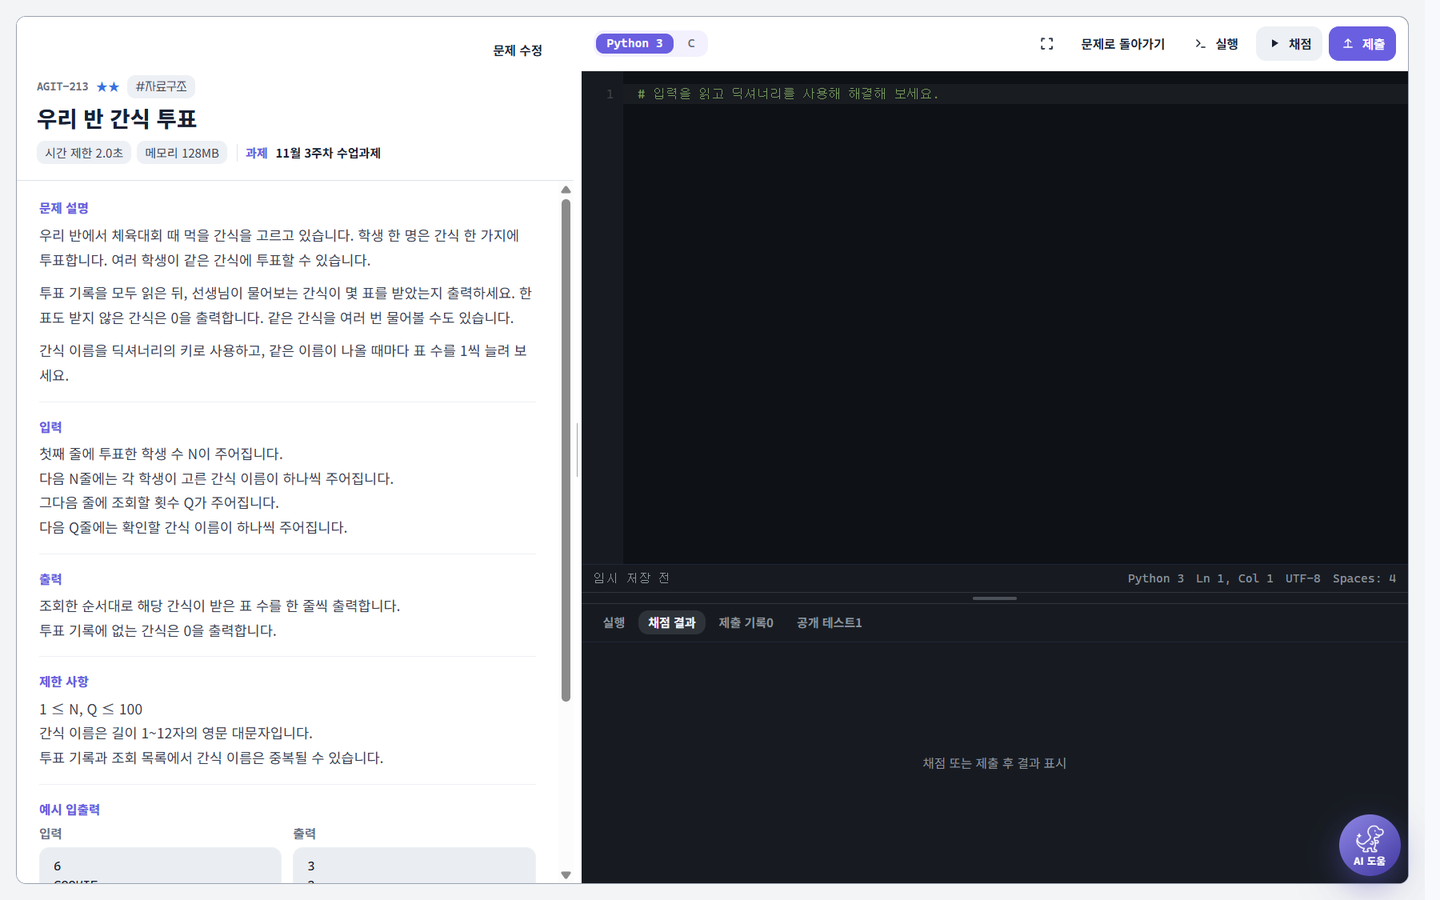 문제 수정
AGIT-213 ★★ #자료구조
우리 반 간식 투표
시간 제한 2.0초 메모리 128MB 과제 11월 3주차 수업과제
문제 설명
우리 반에서 체육대회 때 먹을 간식을 고르고 있습니다. 학생 한 명은 간식 한 가지에
투표합니다. 여러 학생이 같은 간식에 투표할 수 있습니다.
투표 기록을 모두 읽은 뒤, 선생님이 물어보는 간식이 몇 표를 받았는지 출력하세요. 한
표도 받지 않은 간식은 0을 출력합니다. 같은 간식을 여러 번 물어볼 수도 있습니다.
간식 이름을 딕셔너리의 키로 사용하고, 같은 이름이 나올 때마다 표 수를 1씩 늘려 보
세요.
입력
첫째 줄에 투표한 학생 수 N이 주어집니다.
다음 N줄에는 각 학생이 고른 간식 이름이 하나씩 주어집니다.
그다음 줄에 조회할 횟수 Q가 주어집니다.
다음 Q줄에는 확인할 간식 이름이 하나씩 주어집니다.
출력
조회한 순서대로 해당 간식이 받은 표 수를 한 줄씩 출력합니다.
투표 기록에 없는 간식은 0을 출력합니다.
제한 사항
1 ≤ N, Q ≤ 100
간식 이름은 길이 1~12자의 영문 대문자입니다.
투표 기록과 조회 목록에서 간식 이름은 중복될 수 있습니다.
예시 입출력
입력 출력
6 3
Python 3 C 문제로 돌아가기 실행 채점 제출
1 # 입력을 읽고 딕셔너리를 사용해 해결해 보세요.
임시 저장 전 Python 3 Ln 1, Col 1 UTF-8 Spaces: 4
실행 채점 결과 제출 기록0 공개 테스트1
채점 또는 제출 후 결과 표시
AI 도움